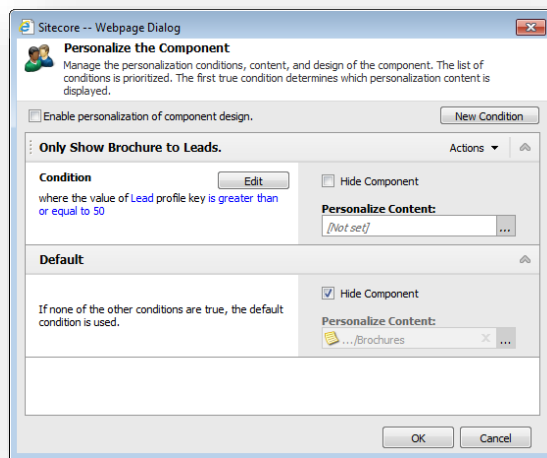 Sitecore -- Webpage Dialog
Personalize the Component
Manage the personalization conditions, content, and design of the component. The list of
conditions is prioritized. The first true condition determines which personalization content is
displayed.
Enable personalization of component design.
New Condition
Only Show Brochure to Leads.
Actions
Condition
Edit
where the value of Lead profile key is greater than
or equal to 50
Hide Component
Personalize Content:
[Not set]
...
Default
If none of the other conditions are true, the default
condition is used.
Hide Component
Personalize Content:
.../Brochures
...
OK
Cancel